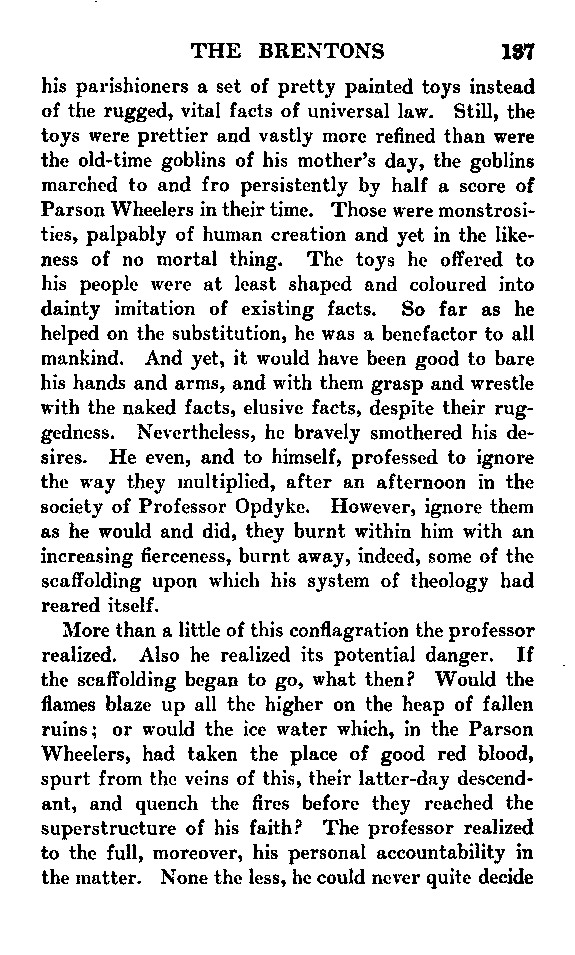 THE BRENTONS 137
his parishioners a set of pretty painted toys instead
of the rugged, vital facts of universal law. Still, the
toys were prettier and vastly more refined than were
the old-time goblins of his mother's day, the goblins
marched to and fro persistently by half a score of
Parson Wheelers in their time. Those were monstrosi-
ties, palpably of human creation and yet in the like-
ness of no mortal thing. The toys he offered to
his people were at least shaped and coloured into
dainty imitation of existing facts. So far as he
helped on the substitution, he was a benefactor to all
mankind. And yet, it would have been good to bare
his hands and arms, and with them grasp and wrestle
with the naked facts, elusive facts, despite their rug-
gedness. Nevertheless, he bravely smothered his de-
sires. He even, and to himself, professed to ignore
the way they multiplied, after an afternoon in the
society of Professor Opdyke. However, ignore them
as he would and did, they burnt within him with an
increasing fierceness, burnt away, indeed, some of the
scaffolding upon which his system of theology had
reared itself.
More than a little of this conflagration the professor
realized. Also he realized its potential danger. If
the scaffolding began to go, what then? Would the
flames blaze up all the higher on the heap of fallen
ruins; or would the ice water which, in the Parson
Wheelers, had taken the place of good red blood,
spurt from the veins of this, their latter-day descend-
ant, and quench the fires before they reached the
superstructure of his faith? The professor realized
to the full, moreover, his personal accountability in
the matter. None the less, he could never quite decide